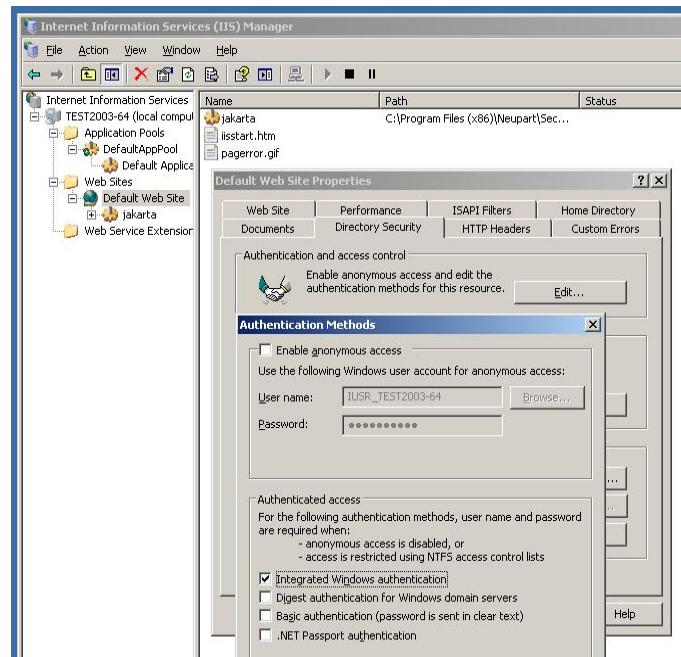 Internet Information Services (IIS) Manager
File Action View Window Help
Internet Information Services
TEST2003-64 (local comput
Application Pools
DefaultAppPool
Default Applica
Web Sites
Default Web Site
jakarta
Web Service Extension
Name Path Status
jakarta C:\Program Files (x86)\Neupart\Sec...
iisstart.htm
pagerror.gif
Default Web Site Properties
Web Site Performance ISAPI Filters Home Directory
Documents Directory Security HTTP Headers Custom Errors
Authentication and access control
Enable anonymous access and edit the
authentication methods for this resource.
Edit...
Authentication Methods
Enable anonymous access
Use the following Windows user account for anonymous access:
User name: IUSR_TEST2003-64 Browse...
Password:
Authenticated access
For the following authentication methods, user name and password
are required when:
- anonymous access is disabled, or
- access is restricted using NTFS access control lists
Integrated Windows authentication
Digest authentication for Windows domain servers
Basic authentication (password is sent in clear text)
.NET Passport authentication
Help